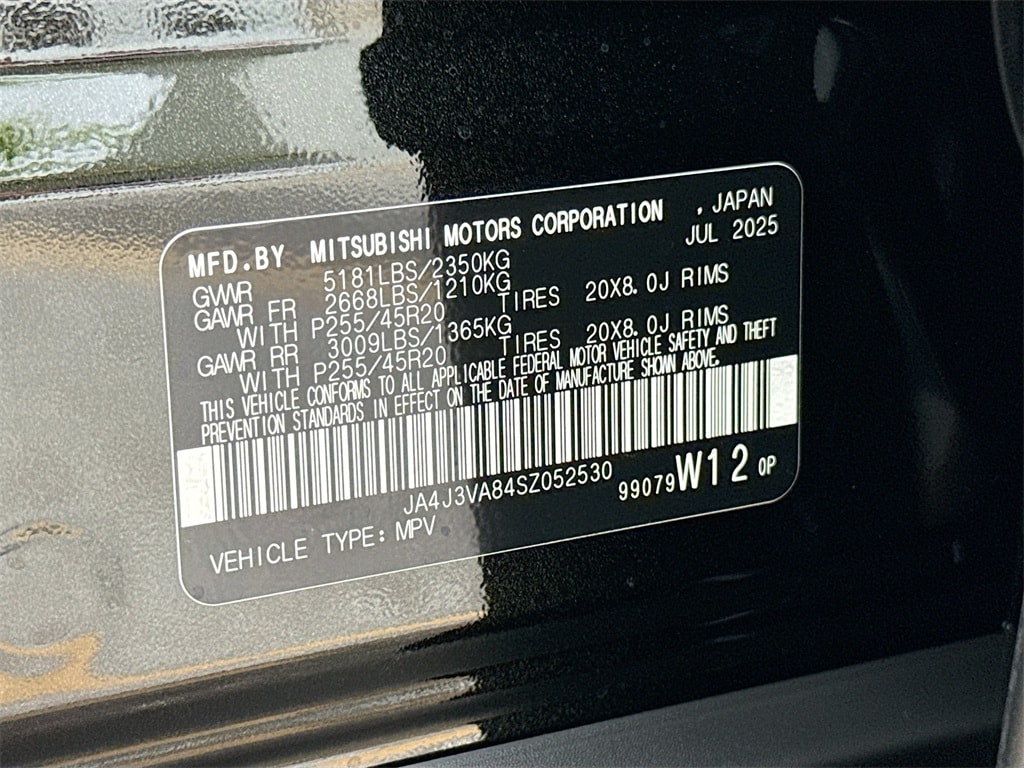 MFD.BY MITSUBISHI MOTORS CORPORATION , JAPAN
JUL 2025
GVWR 5181LBS/2350KG
GAWR FR 2668LBS/1210KG
WITH P255/45R20 TIRES 20X8.0J RIMS
GAWR RR 3009LBS/1365KG
WITH P255/45R20 TIRES 20X8.0J RIMS
THIS VEHICLE CONFORMS TO ALL APPLICABLE FEDERAL MOTOR VEHICLE SAFETY AND THEFT
PREVENTION STANDARDS IN EFFECT ON THE DATE OF MANUFACTURE SHOWN ABOVE.
JA4J3VA84SZ052530 99079W12 0P
VEHICLE TYPE: MPV